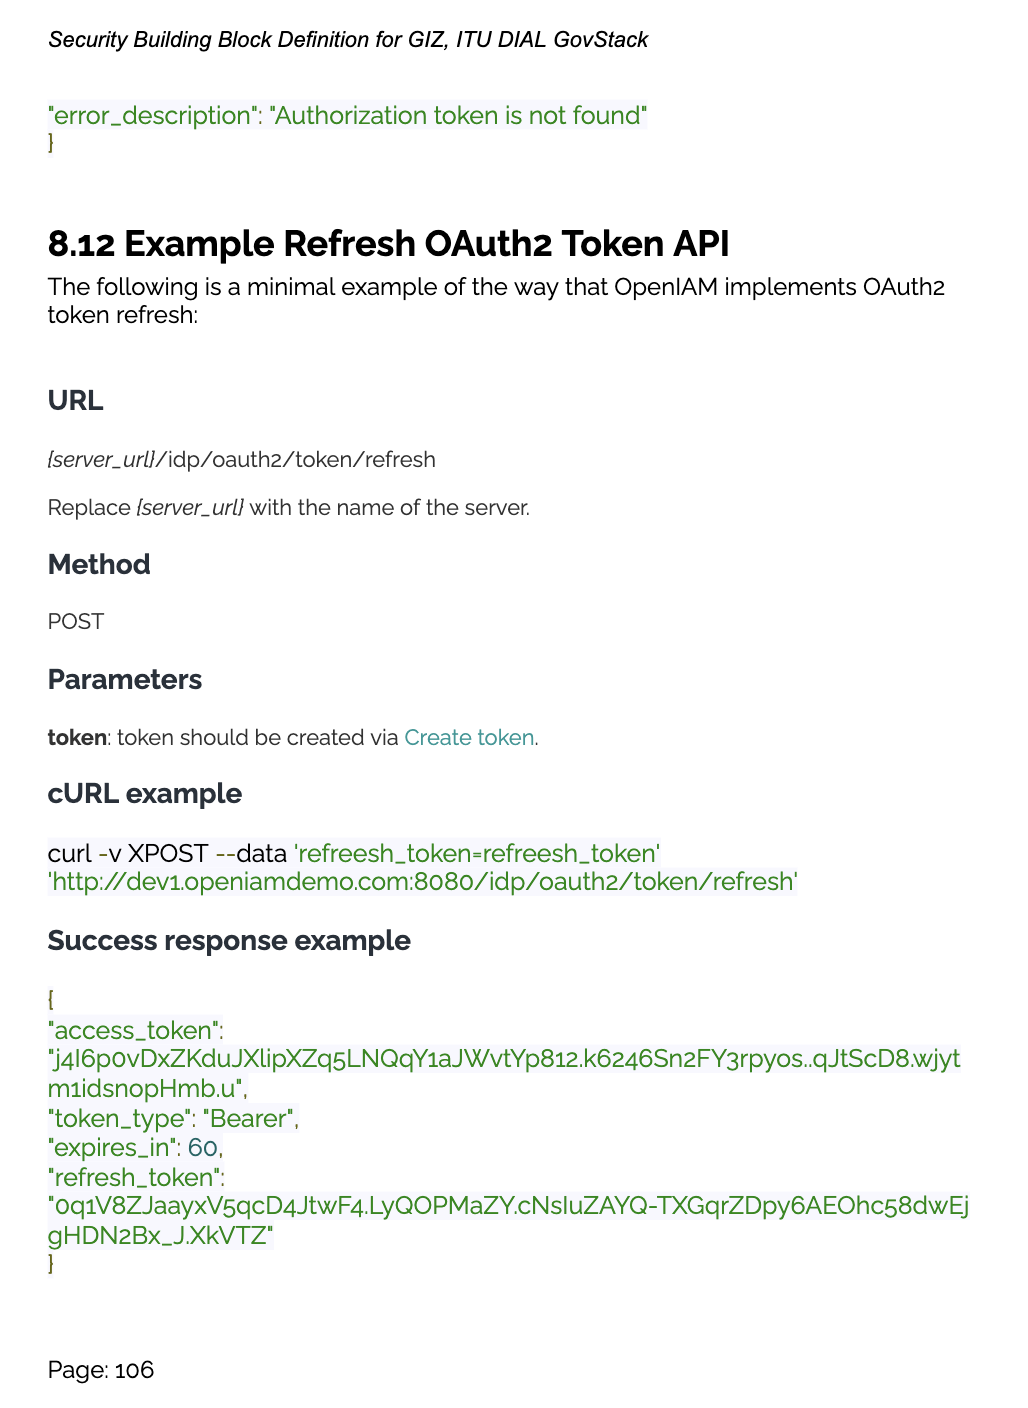 Security Building Block Definition for GIZ, ITU DIAL GovStack
"error_description": "Authorization token is not found"
}
8.12 Example Refresh OAuth2 Token API
The following is a minimal example of the way that OpenIAM implements OAuth2
token refresh:
URL
{server_url}/idp/oauth2/token/refresh
Replace {server_url} with the name of the server.
Method
POST
Parameters
token: token should be created via Create token.
cURL example
curl -v XPOST --data 'refreesh_token=refreesh_token'
'http://dev1.openiamdemo.com:8080/idp/oauth2/token/refresh'
Success response example
{
"access_token":
"j4I6p0vDxZKduJXlipXZq5LNQqY1aJWvtYp812.k6246Sn2FY3rpyos..qJtScD8.wjyt
m1idsnopHmb.u",
"token_type": "Bearer",
"expires_in": 60,
"refresh_token":
"0q1V8ZJaayxV5qcD4JtwF4.LyQOPMaZY.cNsIuZAYQ-TXGqrZDpy6AEOhc58dwEj
gHDN2Bx_J.XkVTZ"
}
Page: 106